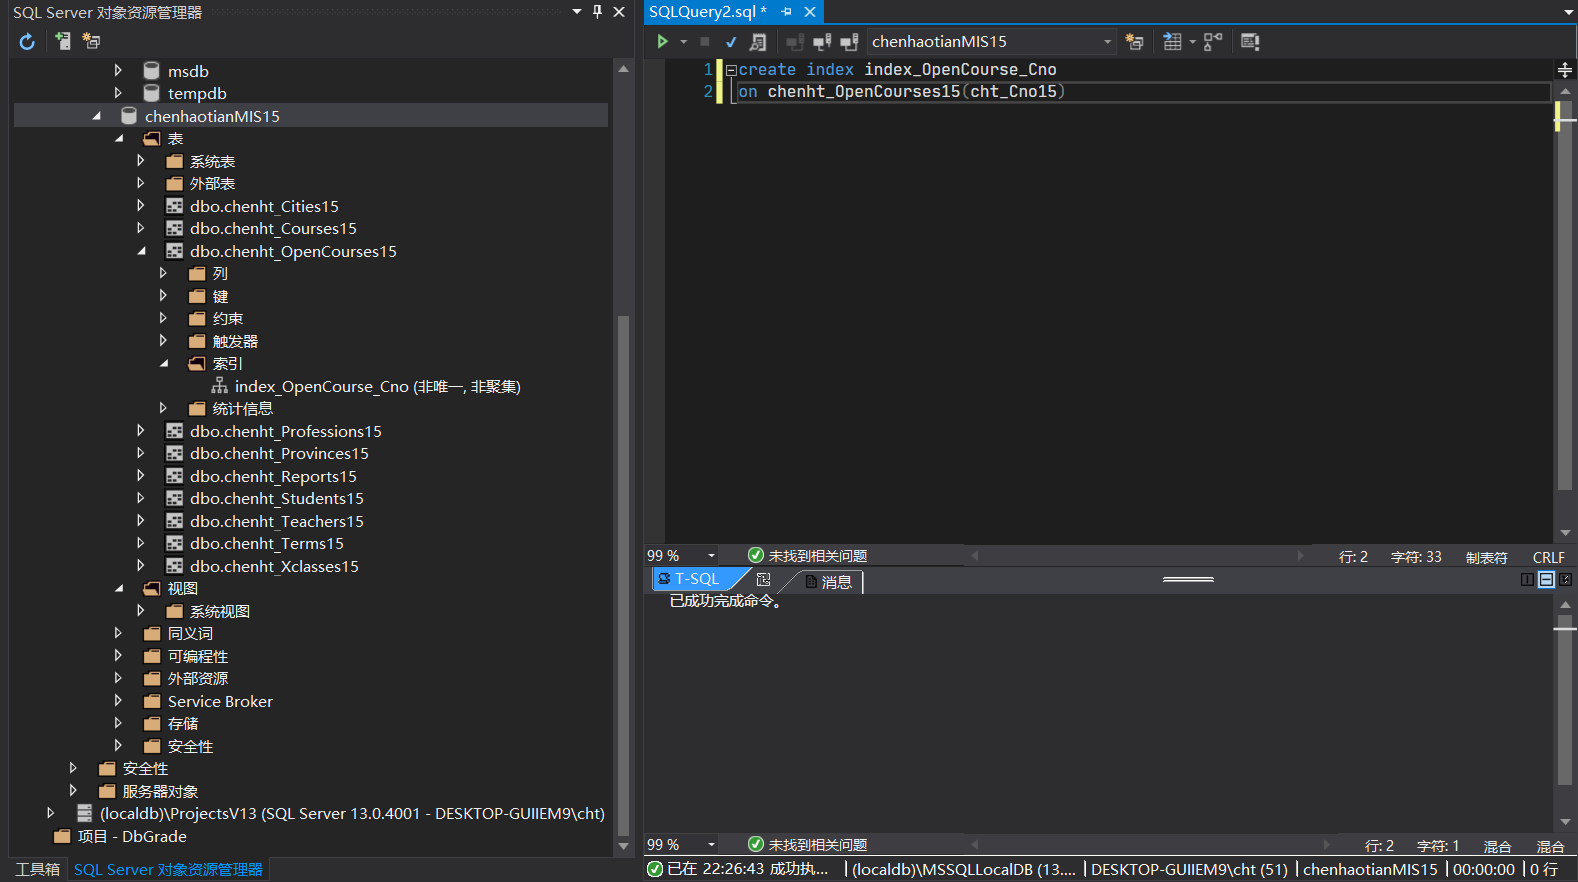 SQL Server 对象资源管理器
msdb
tempdb
chenhaotianMIS15
表
系统表
外部表
dbo.chenht_Cities15
dbo.chenht_Courses15
dbo.chenht_OpenCourses15
列
键
约束
触发器
索引
index_OpenCourse_Cno (非唯一, 非聚集)
统计信息
dbo.chenht_Professions15
dbo.chenht_Provinces15
dbo.chenht_Reports15
dbo.chenht_Students15
dbo.chenht_Teachers15
dbo.chenht_Terms15
dbo.chenht_Xclasses15
视图
系统视图
同义词
可编程性
外部资源
Service Broker
存储
安全性
安全性
服务器对象
(localdb)\ProjectsV13 (SQL Server 13.0.4001 - DESKTOP-GUIIEM9\cht)
项目 - DbGrade
工具箱 SQL Server 对象资源管理器
SQLQuery2.sql *
chenhaotianMIS15
1 create index index_OpenCourse_Cno
2 on chenht_OpenCourses15(cht_Cno15)
99 % 未找到相关问题 行: 2 字符: 33 制表符 CRLF
T-SQL 消息
已成功完成命令。
99 % 未找到相关问题 行: 2 字符: 1 混合 混合
已在 22:26:43 成功执... (localdb)\MSSQLLocalDB (13.... DESKTOP-GUIIEM9\cht (51) chenhaotianMIS15 00:00:00 0 行